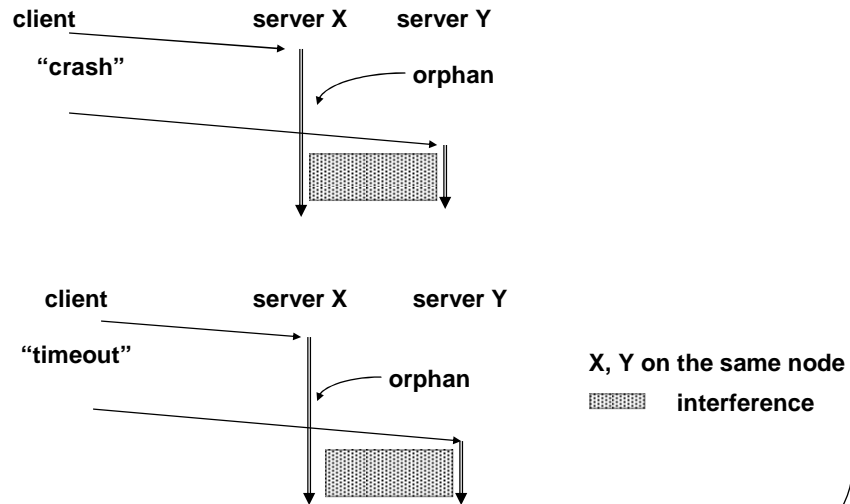 client server X server Y
“crash”
orphan
client server X server Y
“timeout”
orphan
X, Y on the same node
interference